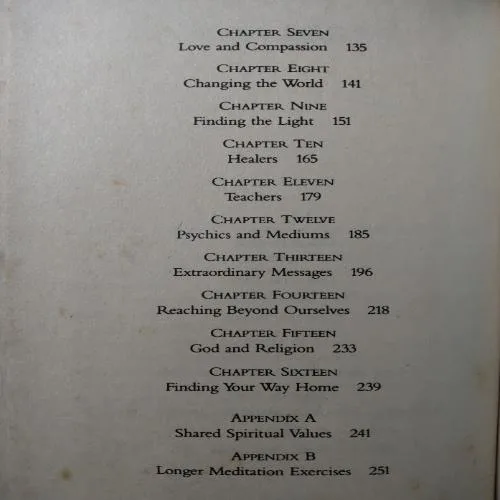 CHAPTER SEVEN
Love and Compassion 135
CHAPTER EIGHT
Changing the World 141
CHAPTER NINE
Finding the Light 151
CHAPTER TEN
Healers 165
CHAPTER ELEVEN
Teachers 179
CHAPTER TWELVE
Psychics and Mediums 185
CHAPTER THIRTEEN
Extraordinary Messages 196
CHAPTER FOURTEEN
Reaching Beyond Ourselves 218
CHAPTER FIFTEEN
God and Religion 233
CHAPTER SIXTEEN
Finding Your Way Home 239
APPENDIX A
Shared Spiritual Values 241
APPENDIX B
Longer Meditation Exercises 251